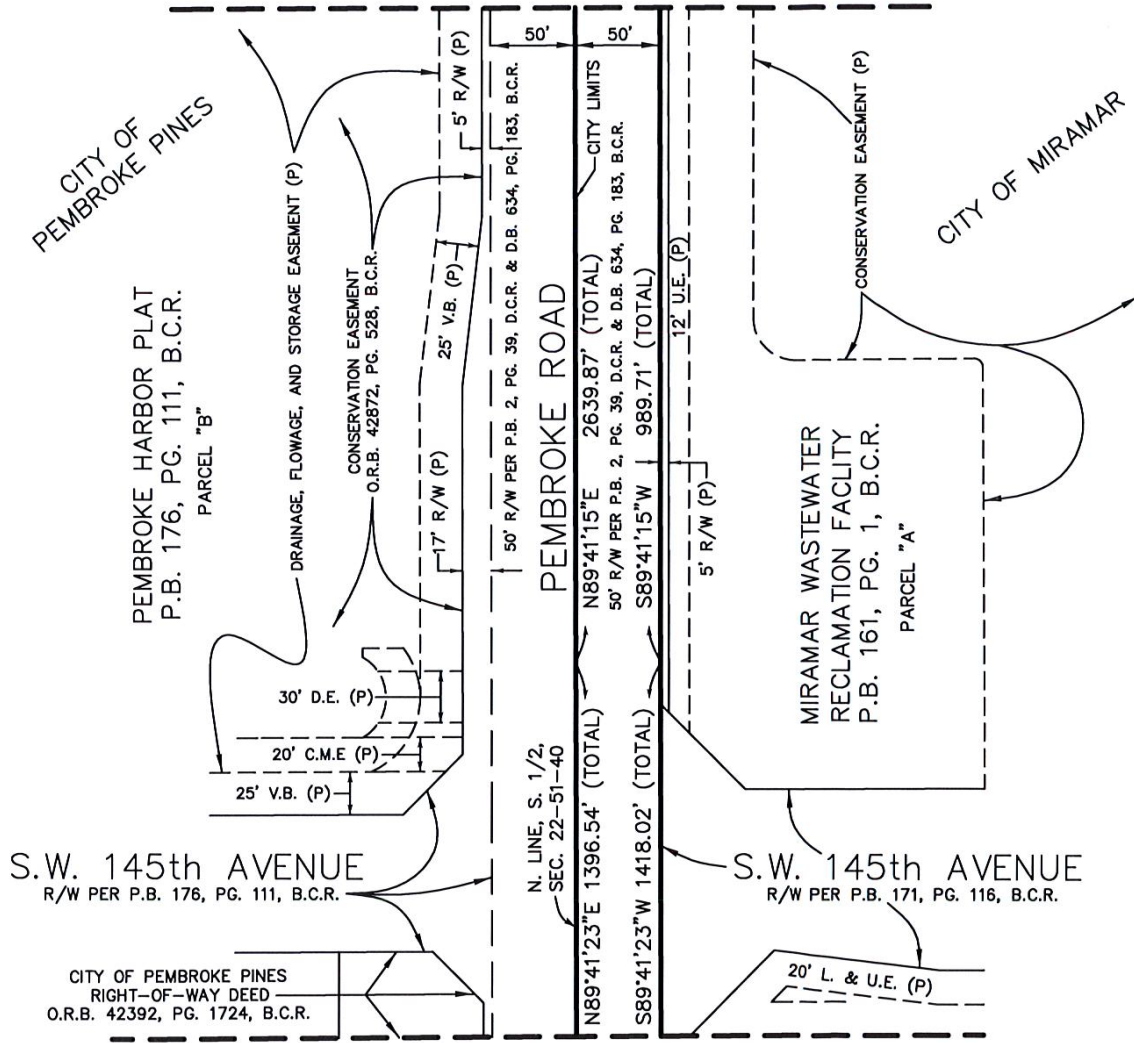 50'
50'
5' R/W (P)
CITY OF
PEMBROKE PINES
DRAINAGE, FLOWAGE, AND STORAGE EASEMENT (P)
CONSERVATION EASEMENT
O.R.B. 42872, PG. 528, B.C.R.
25' V.B. (P)
50' R/W PER P.B. 2, PG. 39, D.C.R. & D.B. 634, PG. 183, B.C.R.
CITY LIMITS
CONSERVATION EASEMENT (P)
CITY OF MIRAMAR
12' U.E. (P)
PEMBROKE HARBOR PLAT
P.B. 176, PG. 111, B.C.R.
PARCEL "B"
17' R/W (P)
PEMBROKE ROAD
N89°41'15"E 2639.87' (TOTAL)
50' R/W PER P.B. 2, PG. 39, D.C.R. & D.B. 634, PG. 183, B.C.R.
S89°41'15"W 989.71' (TOTAL)
5' R/W (P)
MIRAMAR WASTEWATER
RECLAMATION FACLITY
P.B. 161, PG. 1, B.C.R.
PARCEL "A"
30' D.E. (P)
20' C.M.E (P)
25' V.B. (P)
N. LINE, S. 1/2,
SEC. 22-51-40
N89°41'23"E 1396.54' (TOTAL)
S89°41'23"W 1418.02' (TOTAL)
S.W. 145th AVENUE
R/W PER P.B. 176, PG. 111, B.C.R.
S.W. 145th AVENUE
R/W PER P.B. 171, PG. 116, B.C.R.
CITY OF PEMBROKE PINES
RIGHT-OF-WAY DEED
O.R.B. 42392, PG. 1724, B.C.R.
20' L. & U.E. (P)